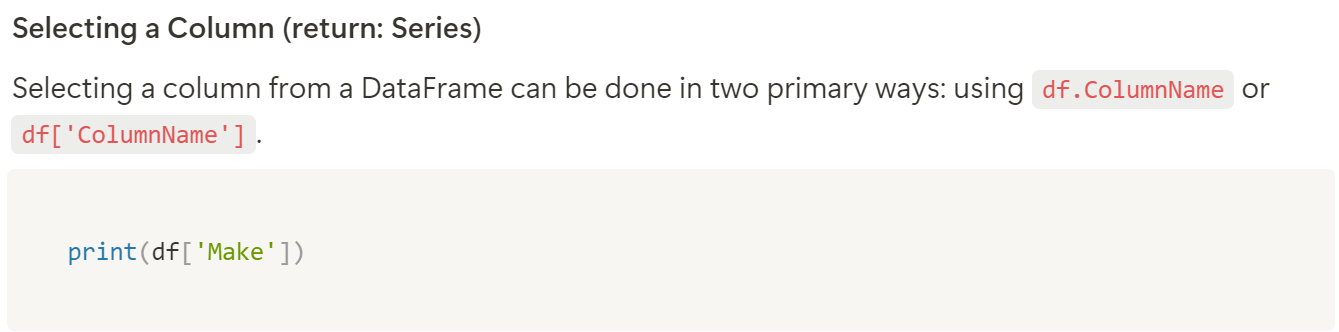 Selecting a Column (return: Series)
Selecting a column from a DataFrame can be done in two primary ways: using df.ColumnName or
df['ColumnName'].
print(df['Make'])